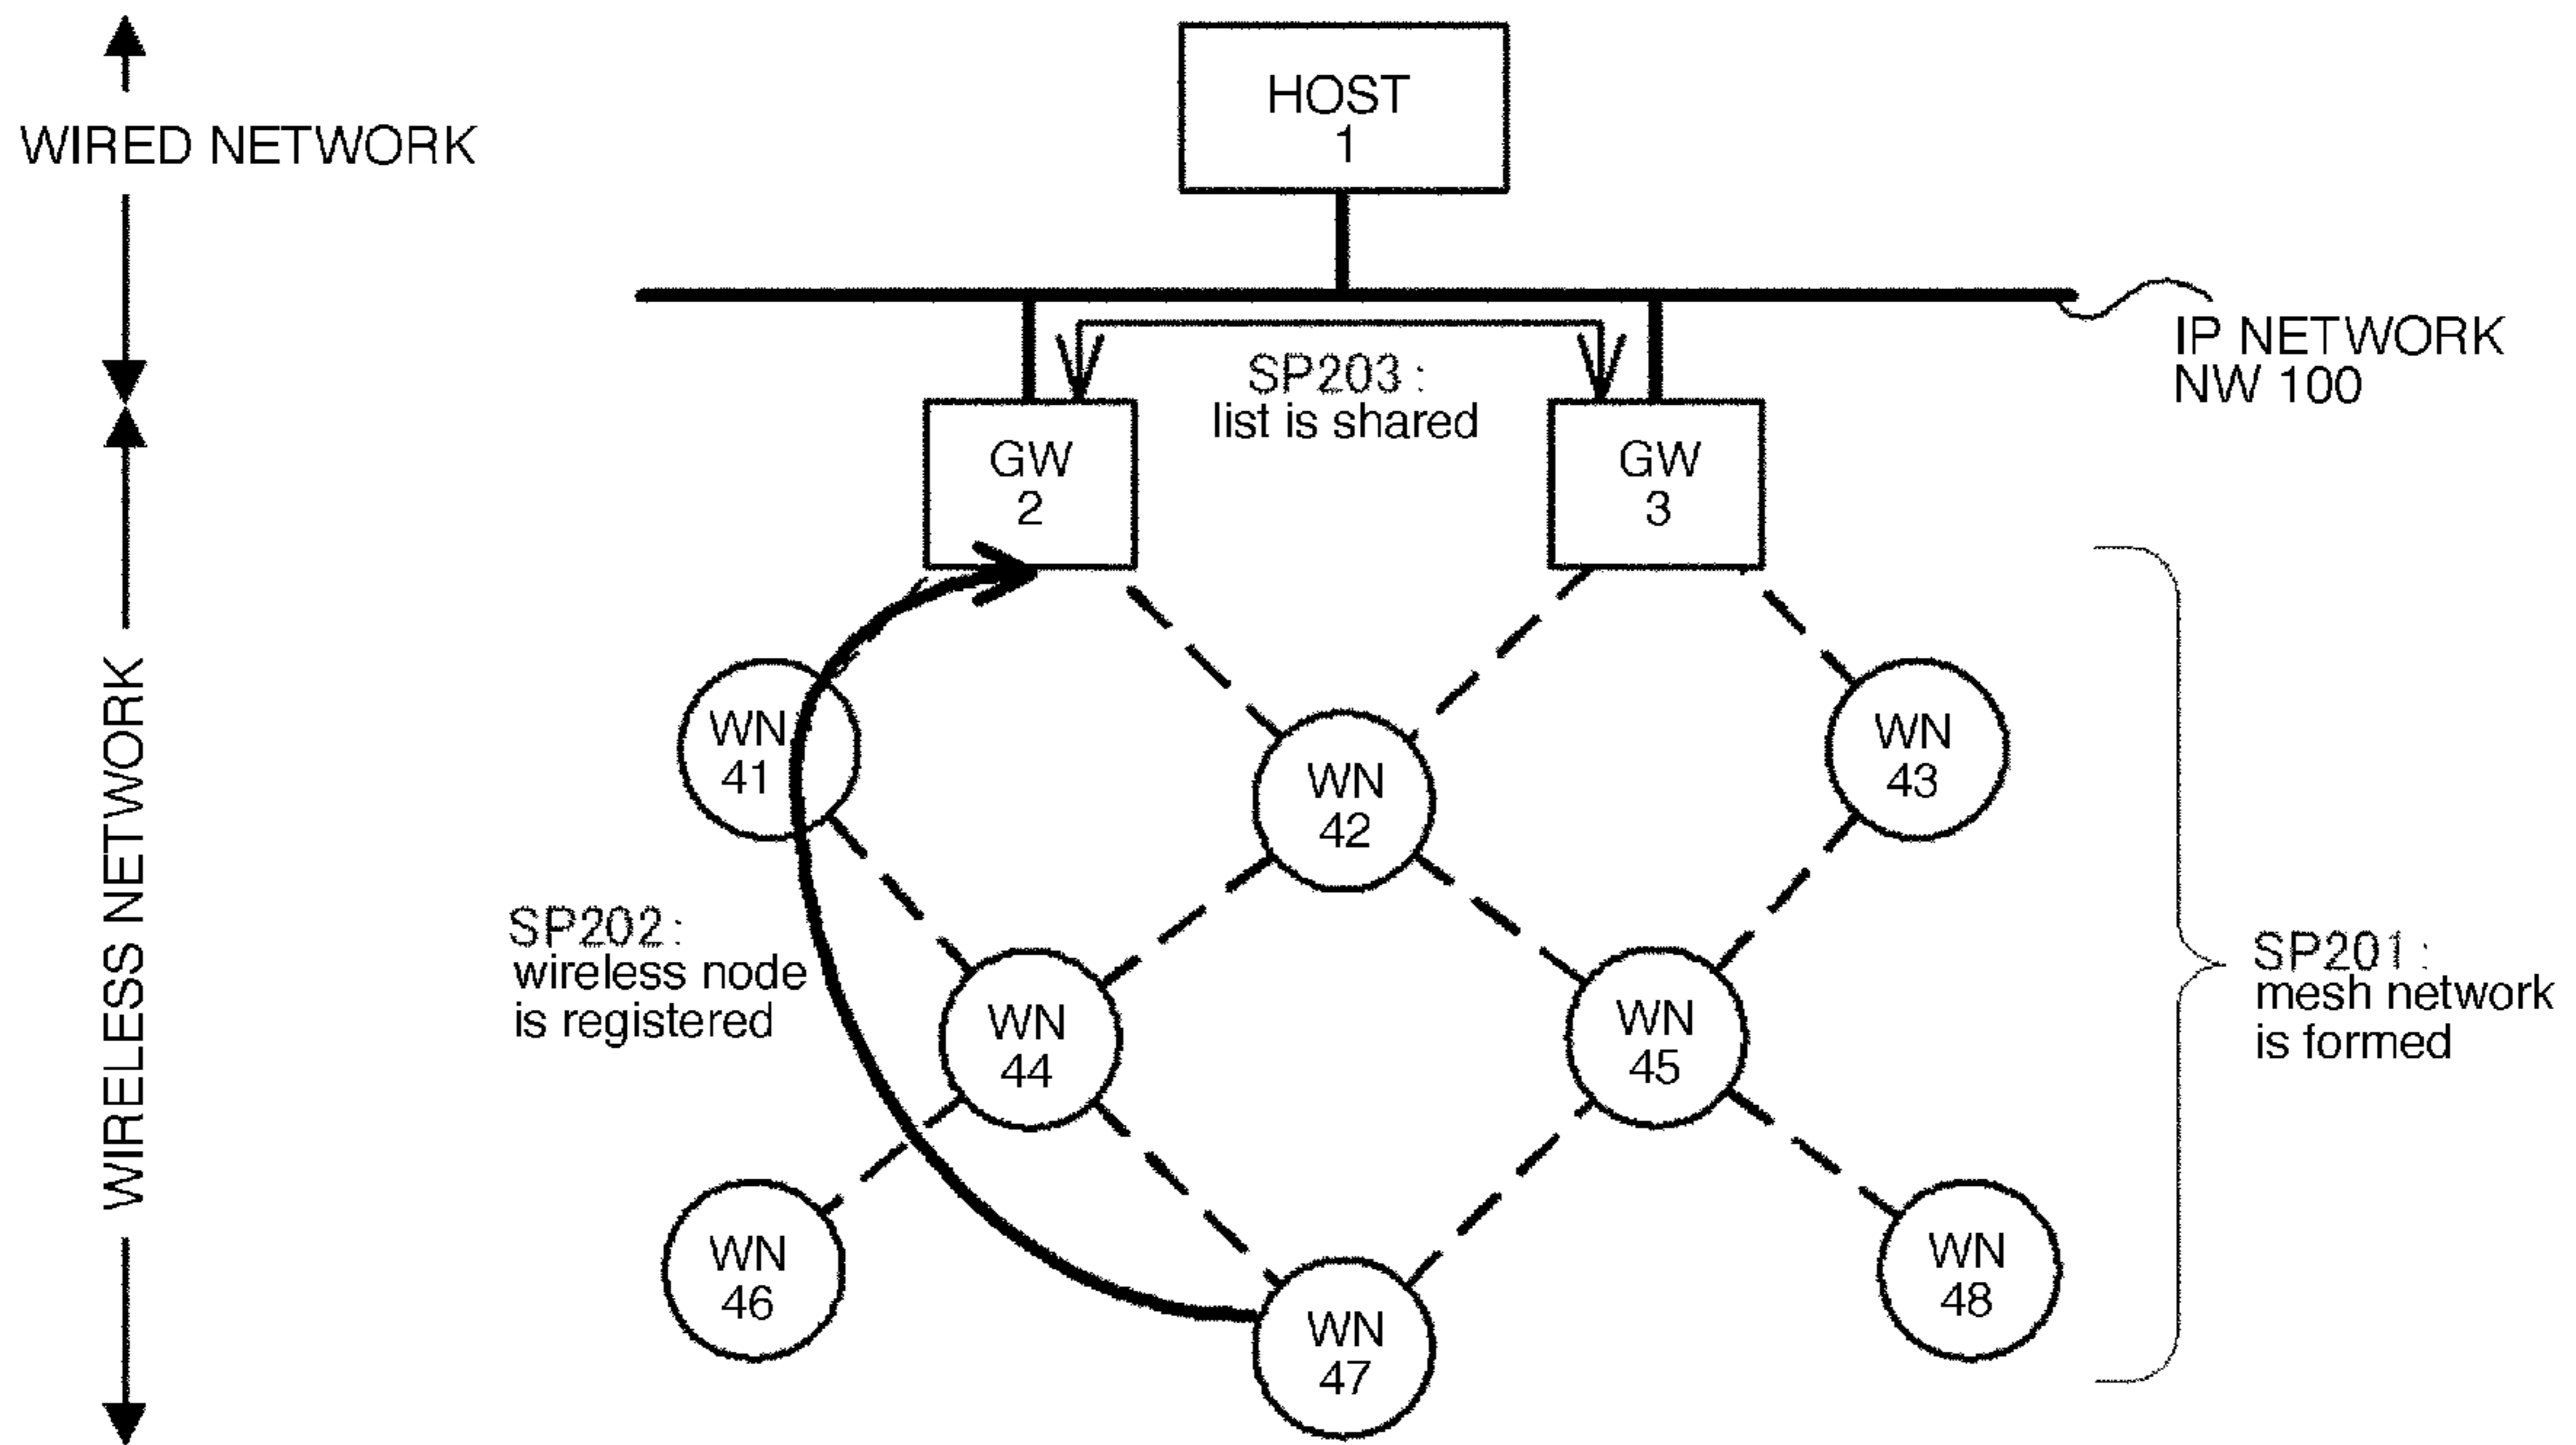 HOST
1
WIRED NETWORK
IP NETWORK
NW 100
SP203:
list is shared
GW
2
GW
3
WIRELESS NETWORK
WN
41
WN
42
WN
43
SP202:
wireless node
is registered
SP201:
mesh network
is formed
WN
44
WN
45
WN
46
WN
47
WN
48